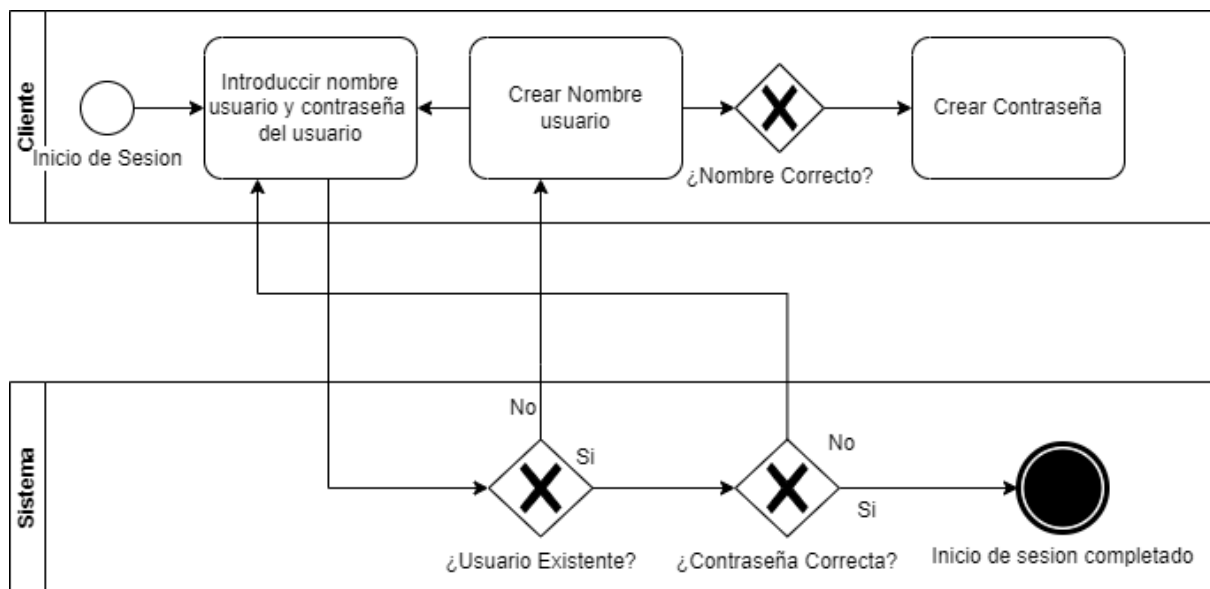 Cliente
Inicio de Sesion
Introduccir nombre
usuario y contraseña
del usuario
Crear Nombre
usuario
¿Nombre Correcto?
Crear Contraseña
Sistema
No
Si
¿Usuario Existente?
No
Si
¿Contraseña Correcta?
Inicio de sesion completado